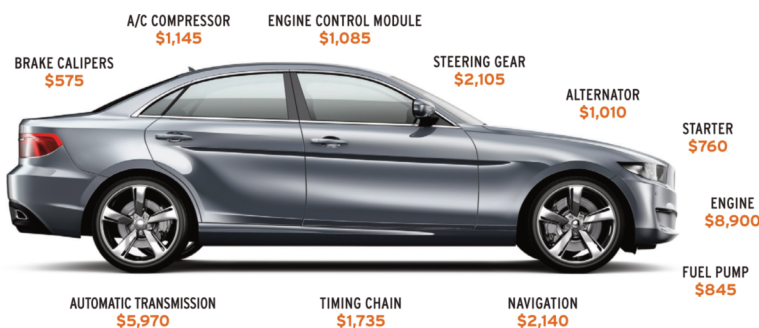 A/C COMPRESSOR
$1,145
ENGINE CONTROL MODULE
$1,085
BRAKE CALIPERS
$575
STEERING GEAR
$2,105
ALTERNATOR
$1,010
STARTER
$760
ENGINE
$8,900
FUEL PUMP
$845
AUTOMATIC TRANSMISSION
$5,970
TIMING CHAIN
$1,735
NAVIGATION
$2,140